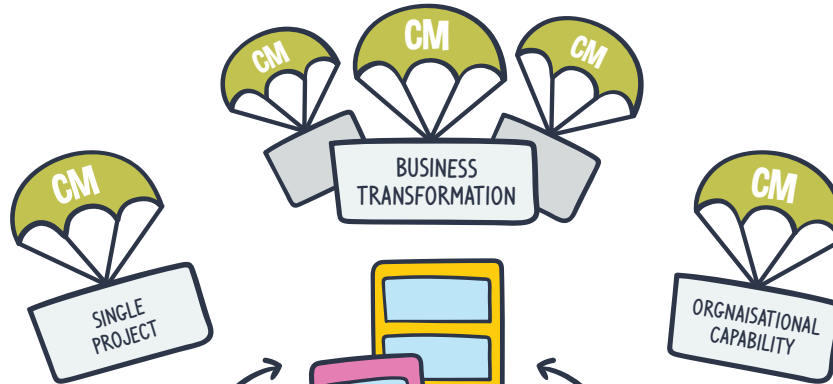 CM
CM
CM
BUSINESS
TRANSFORMATION
CM
SINGLE
PROJECT
CM
ORGNAISATIONAL
CAPABILITY